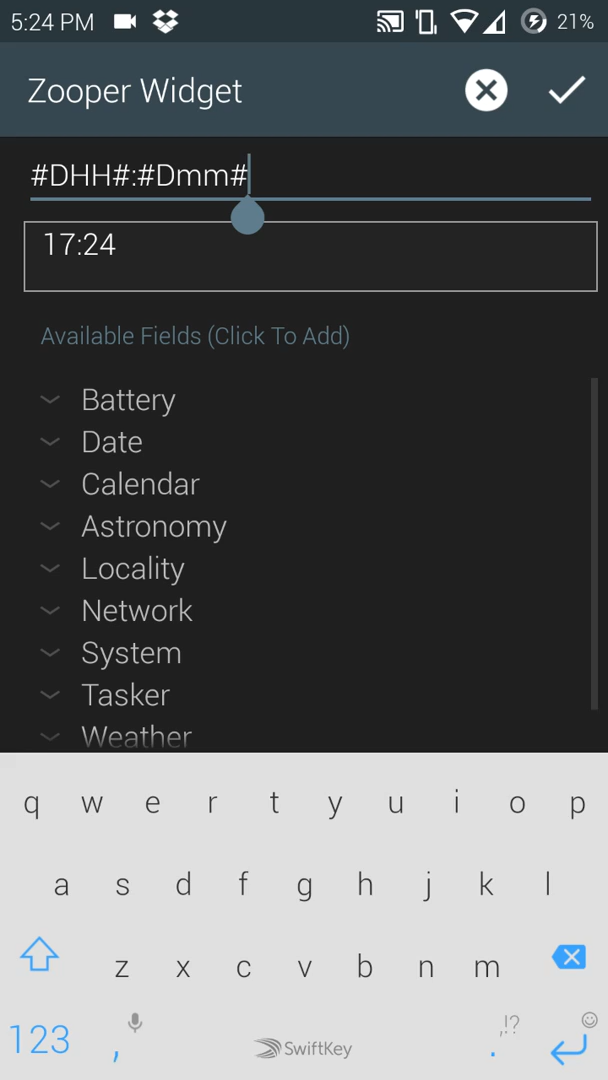 5:24 PM 21%
Zooper Widget
#DHH#:#Dmm#
17:24
Available Fields (Click To Add)
Battery
Date
Calendar
Astronomy
Locality
Network
System
Tasker
Weather
q w e r t y u i o p
a s d f g h j k l
z x c v b n m
123 , SwiftKey . ,!?